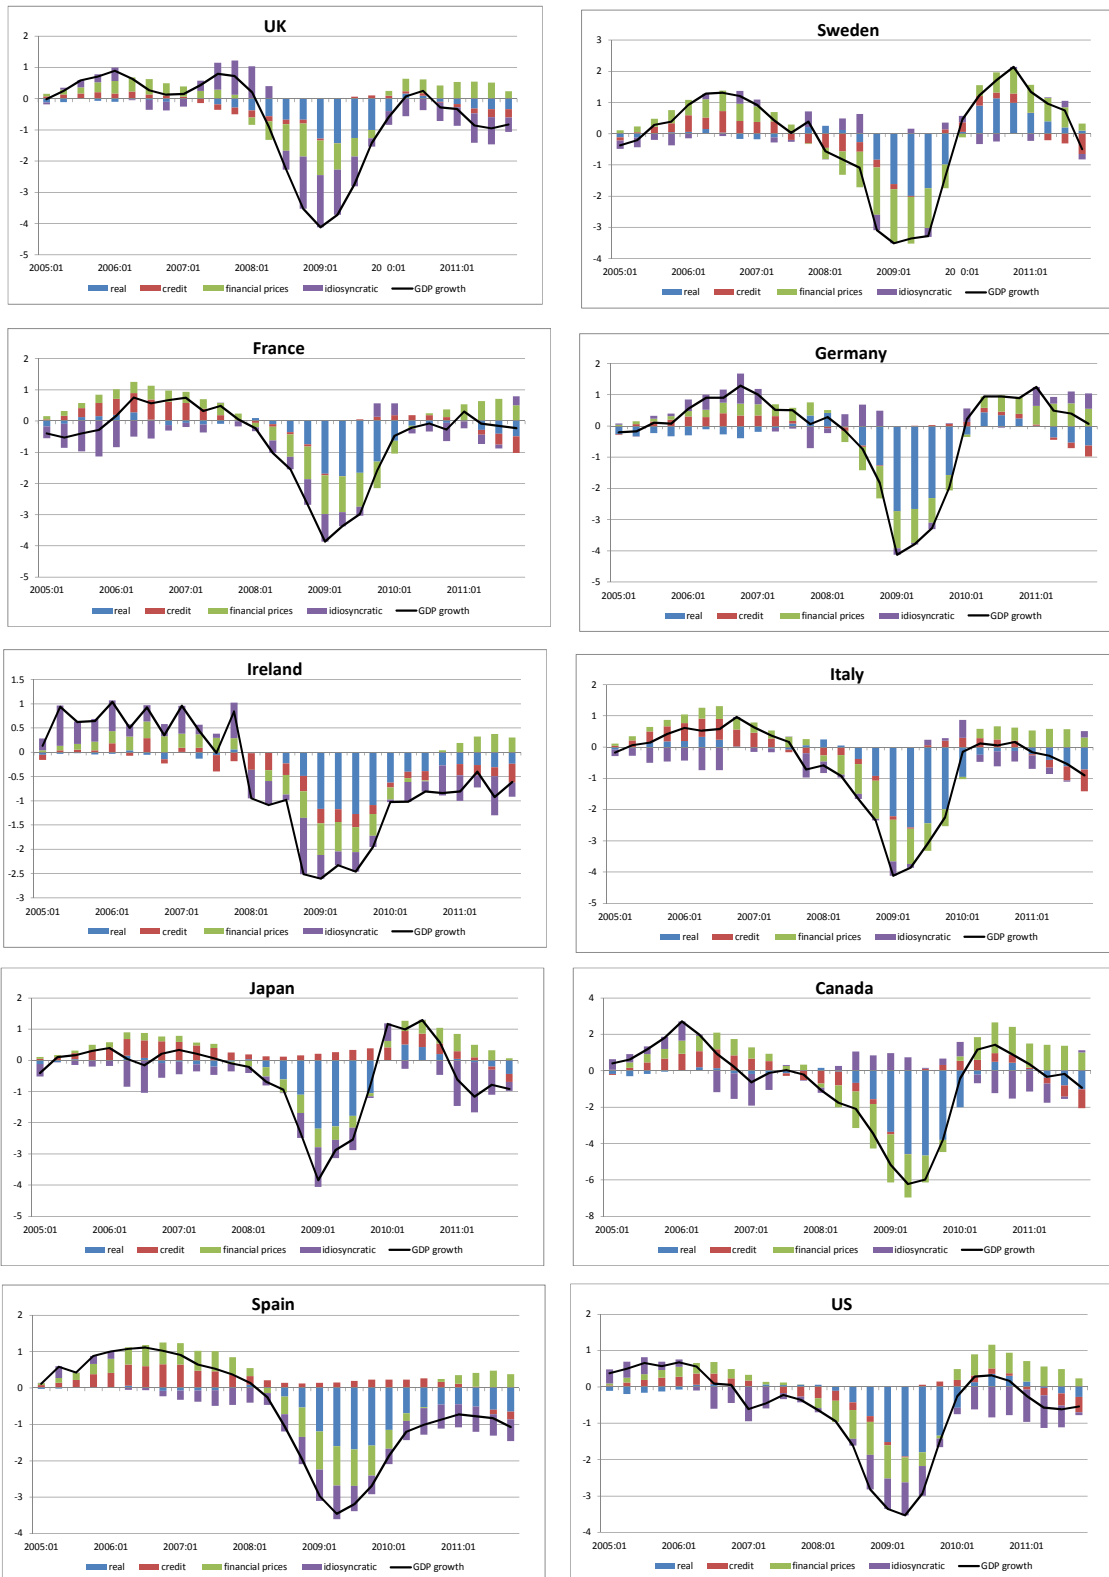 UK
2
1
0
-1
-2
-3
-4
-5
2005:01 2006:01 2007:01 2008:01 2009:01 20 0:01 2011:01
real credit financial prices idiosyncratic GDP growth
Sweden
3
2
1
0
-1
-2
-3
-4
2005:01 2006:01 2007:01 2008:01 2009:01 20 0:01 2011:01
real credit financial prices idiosyncratic GDP growth
France
2
1
0
-1
-2
-3
-4
-5
2005:01 2006:01 2007:01 2008:01 2009:01 2010:01 2011:01
real credit financial prices idiosyncratic GDP growth
Germany
2
1
0
-1
-2
-3
-4
-5
2005:01 2006:01 2007:01 2008:01 2009:01 2010:01 2011:01
real credit financial prices idiosyncratic GDP growth
Ireland
1.5
1
0.5
0
-0.5
-1
-1.5
-2
-2.5
-3
2005:01 2006:01 2007:01 2008:01 2009:01 2010:01 2011:01
real credit financial prices idiosyncratic GDP growth
Italy
2
1
0
-1
-2
-3
-4
-5
2005:01 2006:01 2007:01 2008:01 2009:01 2010:01 2011:01
real credit financial prices idiosyncratic GDP growth
Japan
2
1
0
-1
-2
-3
-4
-5
2005:01 2006:01 2007:01 2008:01 2009:01 2010:01 2011:01
real credit financial prices idiosyncratic GDP growth
Canada
4
2
0
-2
-4
-6
-8
2005:01 2006:01 2007:01 2008:01 2009:01 2010:01 2011:01
real credit financial prices idiosyncratic GDP growth
Spain
2
1
0
-1
-2
-3
-4
2005:01 2006:01 2007:01 2008:01 2009:01 2010:01 2011:01
real credit financial prices idiosyncratic GDP growth
US
2
1
0
-1
-2
-3
-4
2005:01 2006:01 2007:01 2008:01 2009:01 2010:01 2011:01
real credit financial prices idiosyncratic GDP growth